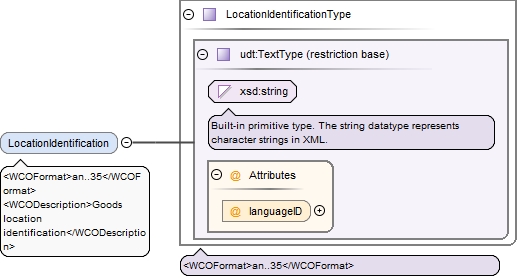 LocationIdentificationType
udt:TextType (restriction base)
xsd:string
Built-in primitive type. The string datatype represents
character strings in XML.
LocationIdentification
<WCOFormat>an..35</WCOF
ormat>
<WCODescription>Goods
location
identification</WCODescriptio
n>
@ Attributes
@ languageID
<WCOFormat>an..35</WCOFormat>